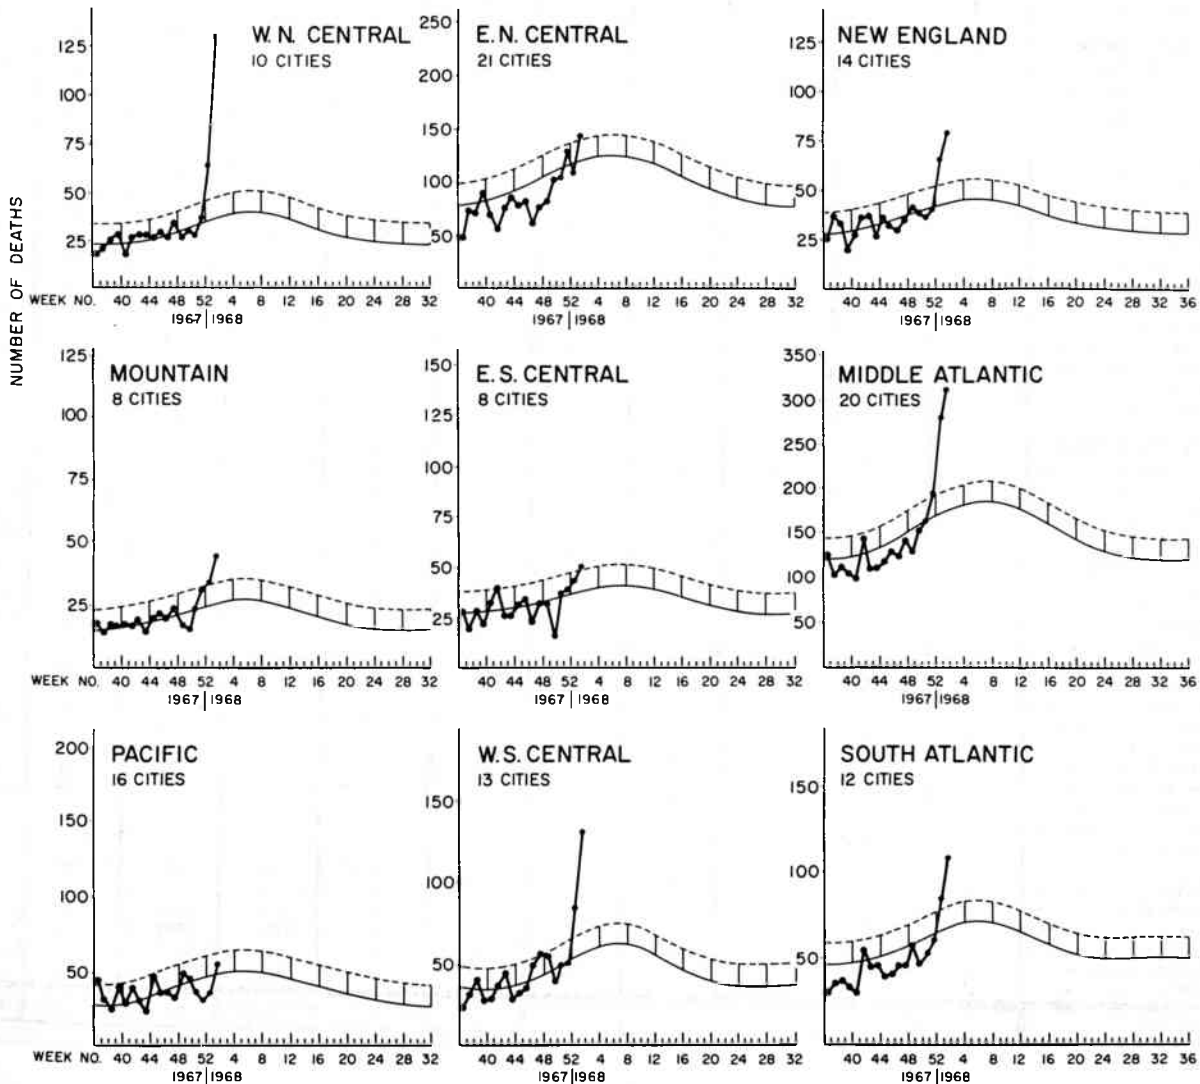 NUMBER OF DEATHS
W. N. CENTRAL
10 CITIES
125
100
75
50
25
WEEK NO. 40 44 48 52 4 8 12 16 20 24 28 32
1967 | 1968
E. N. CENTRAL
21 CITIES
250
200
150
100
50
40 44 48 52 4 8 12 16 20 24 28 32
1967 | 1968
NEW ENGLAND
14 CITIES
125
100
75
50
25
40 44 48 52 4 8 12 16 20 24 28 32 36
1967 | 1968
MOUNTAIN
8 CITIES
125
100
75
50
25
WEEK NO. 40 44 48 52 4 8 12 16 20 24 28 32
1967 | 1968
E. S. CENTRAL
8 CITIES
150
125
100
75
50
25
40 44 48 52 4 8 12 16 20 24 28 32
1967 | 1968
MIDDLE ATLANTIC
20 CITIES
350
300
250
200
150
100
50
40 44 48 52 4 8 12 16 20 24 28 32 36
1967 | 1968
PACIFIC
16 CITIES
200
150
100
50
WEEK NO. 40 44 48 52 4 8 12 16 20 24 28 32
1967 | 1968
W. S. CENTRAL
13 CITIES
150
100
50
40 44 48 52 4 8 12 16 20 24 28 32
1967 | 1968
SOUTH ATLANTIC
12 CITIES
150
100
50
40 44 48 52 4 8 12 16 20 24 28 32 36
1967 | 1968